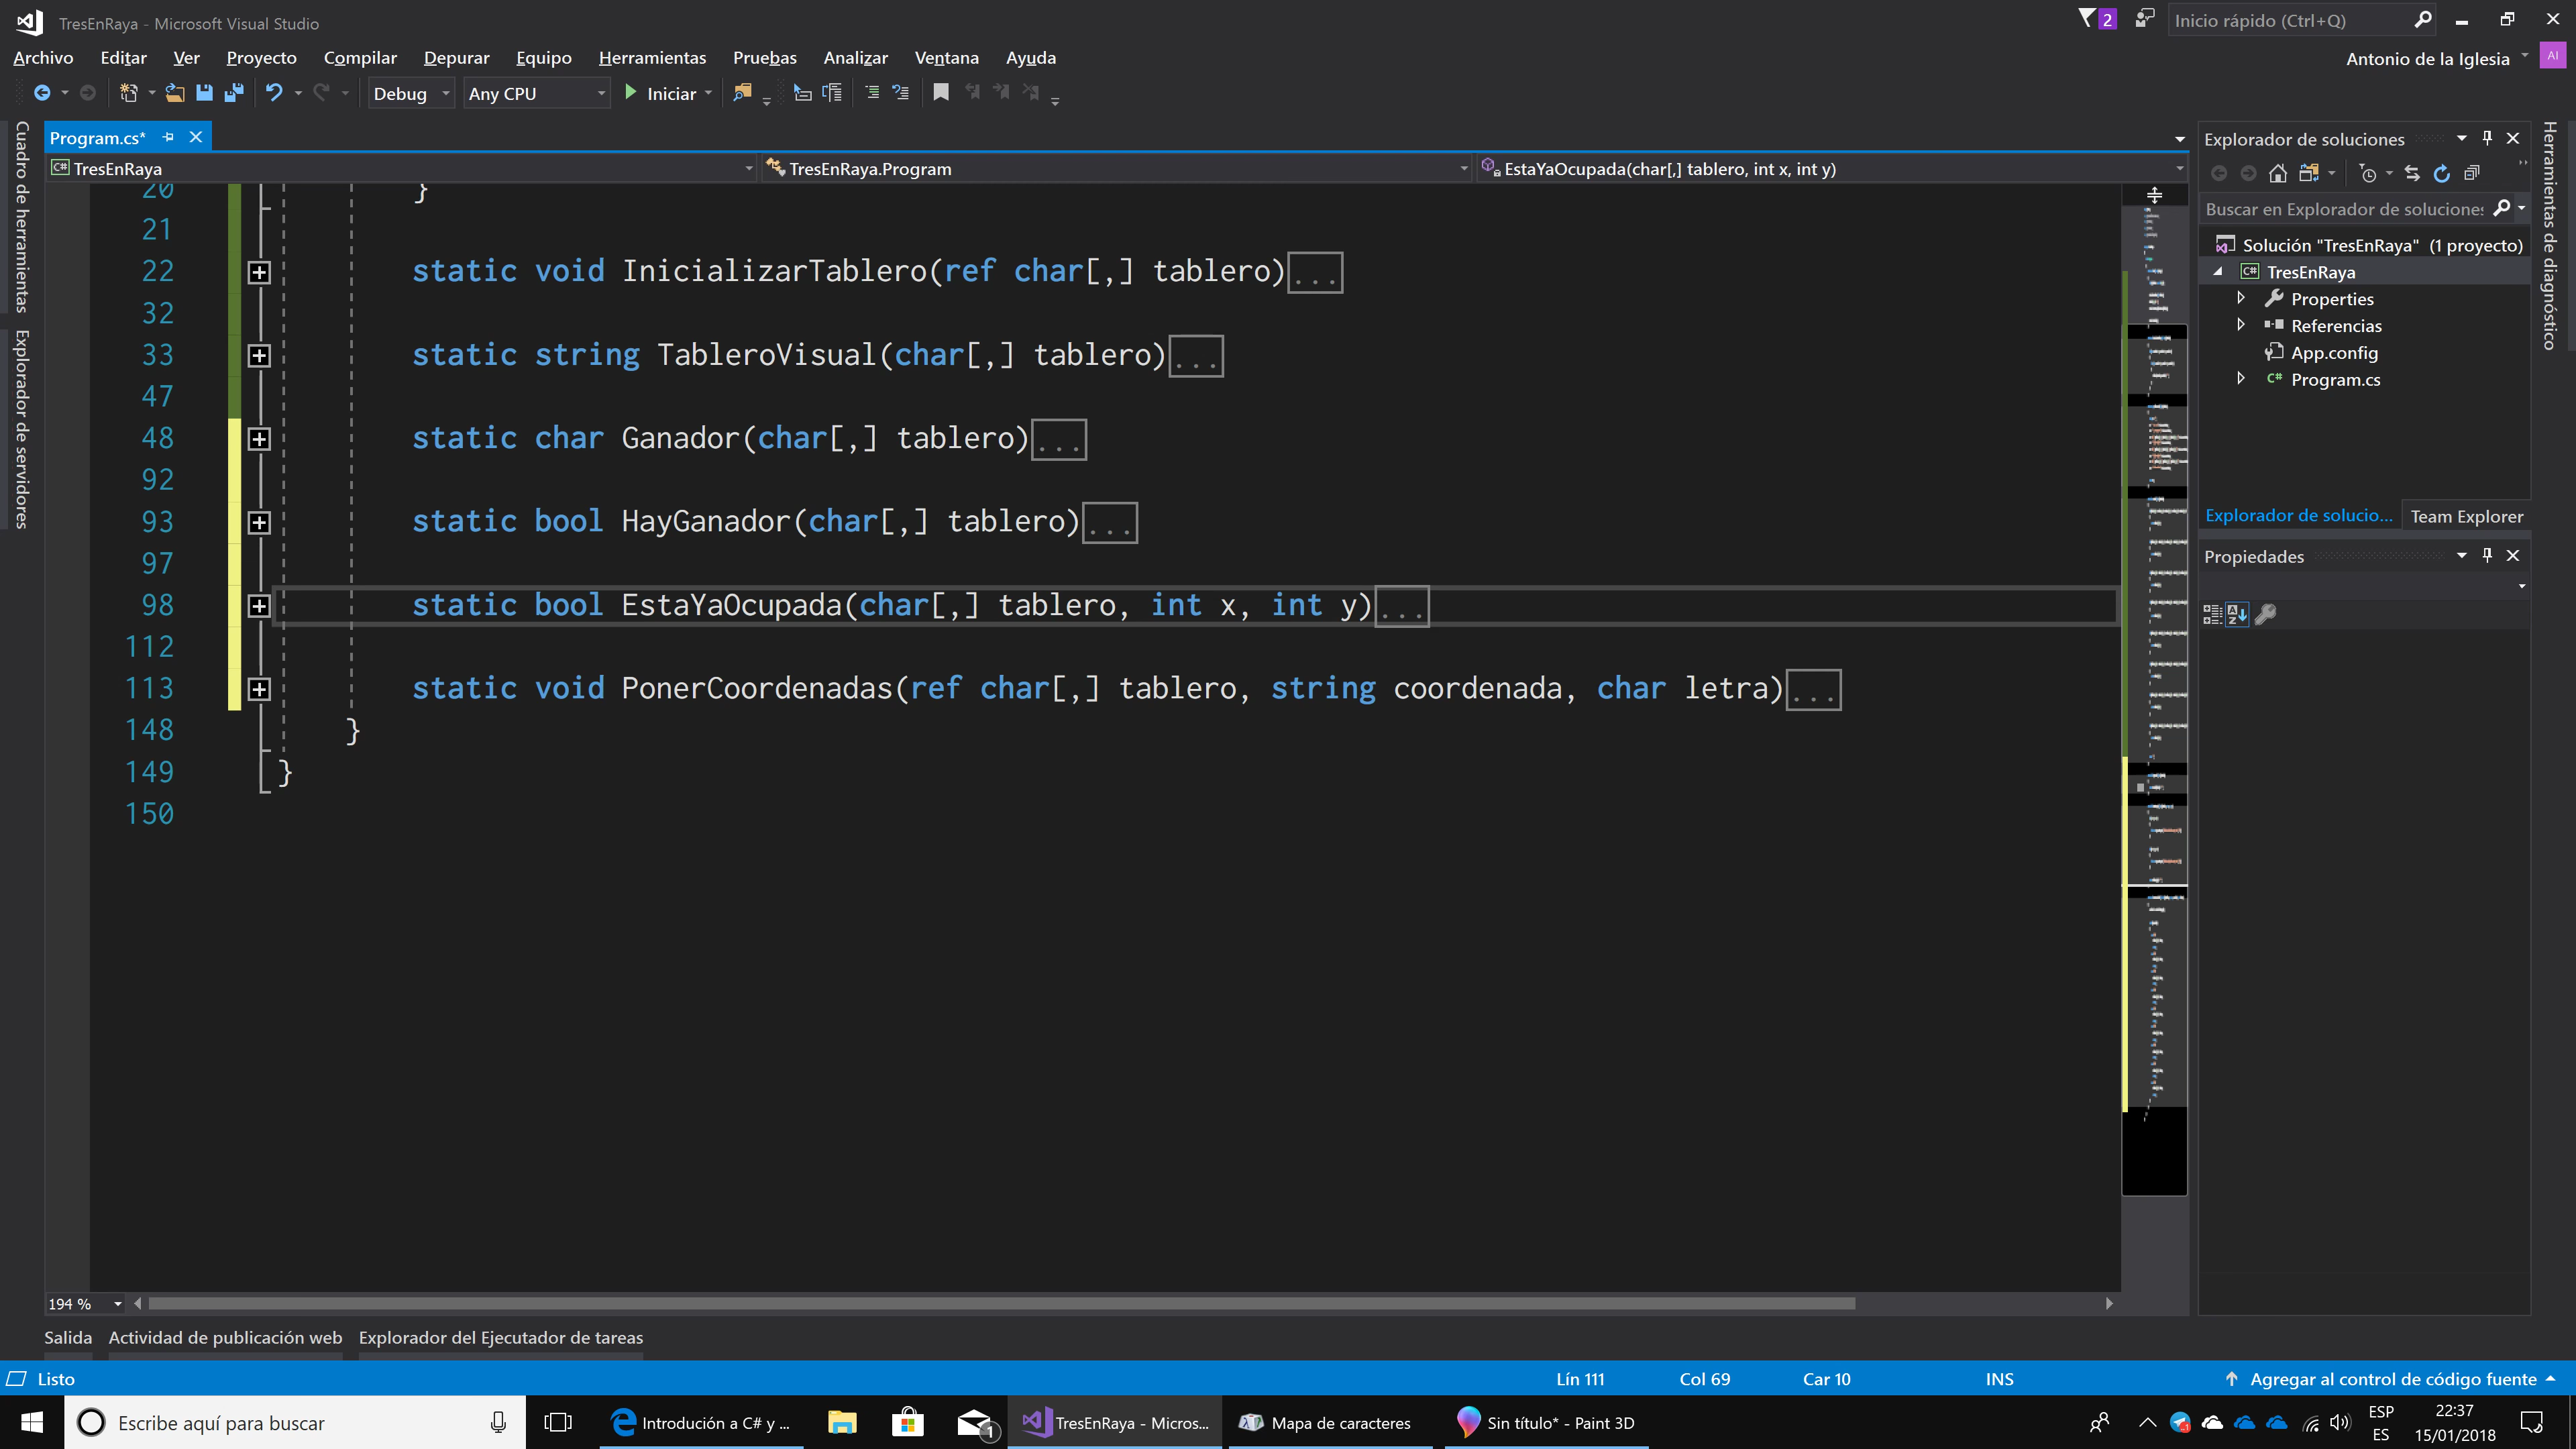 TresEnRaya - Microsoft Visual Studio
2
Inicio rápido (Ctrl+Q)
Archivo Editar Ver Proyecto Compilar Depurar Equipo Herramientas Pruebas Analizar Ventana Ayuda
Antonio de la Iglesia AI
Debug Any CPU Iniciar
Cuadro de herramientas
Explorador de servidores
Program.cs*
TresEnRaya TresEnRaya.Program EstaYaOcupada(char[,] tablero, int x, int y)
20 }
21
22 static void InicializarTablero(ref char[,] tablero)...
32
33 static string TableroVisual(char[,] tablero)...
47
48 static char Ganador(char[,] tablero)...
92
93 static bool HayGanador(char[,] tablero)...
97
98 static bool EstaYaOcupada(char[,] tablero, int x, int y)...
112
113 static void PonerCoordenadas(ref char[,] tablero, string coordenada, char letra)...
148 }
149 }
150
194 %
Explorador de soluciones
Buscar en Explorador de soluciones
Solución "TresEnRaya" (1 proyecto)
C# TresEnRaya
Properties
Referencias
App.config
C# Program.cs
Explorador de solucio... Team Explorer
Propiedades
Herramientas de diagnóstico
Salida Actividad de publicación web Explorador del Ejecutador de tareas
Listo Lín 111 Col 69 Car 10 INS Agregar al control de código fuente
Escribe aquí para buscar
Introdución a C# y ...
1
TresEnRaya - Micros...
Mapa de caracteres
Sin título* - Paint 3D
ESP
ES
22:37
15/01/2018